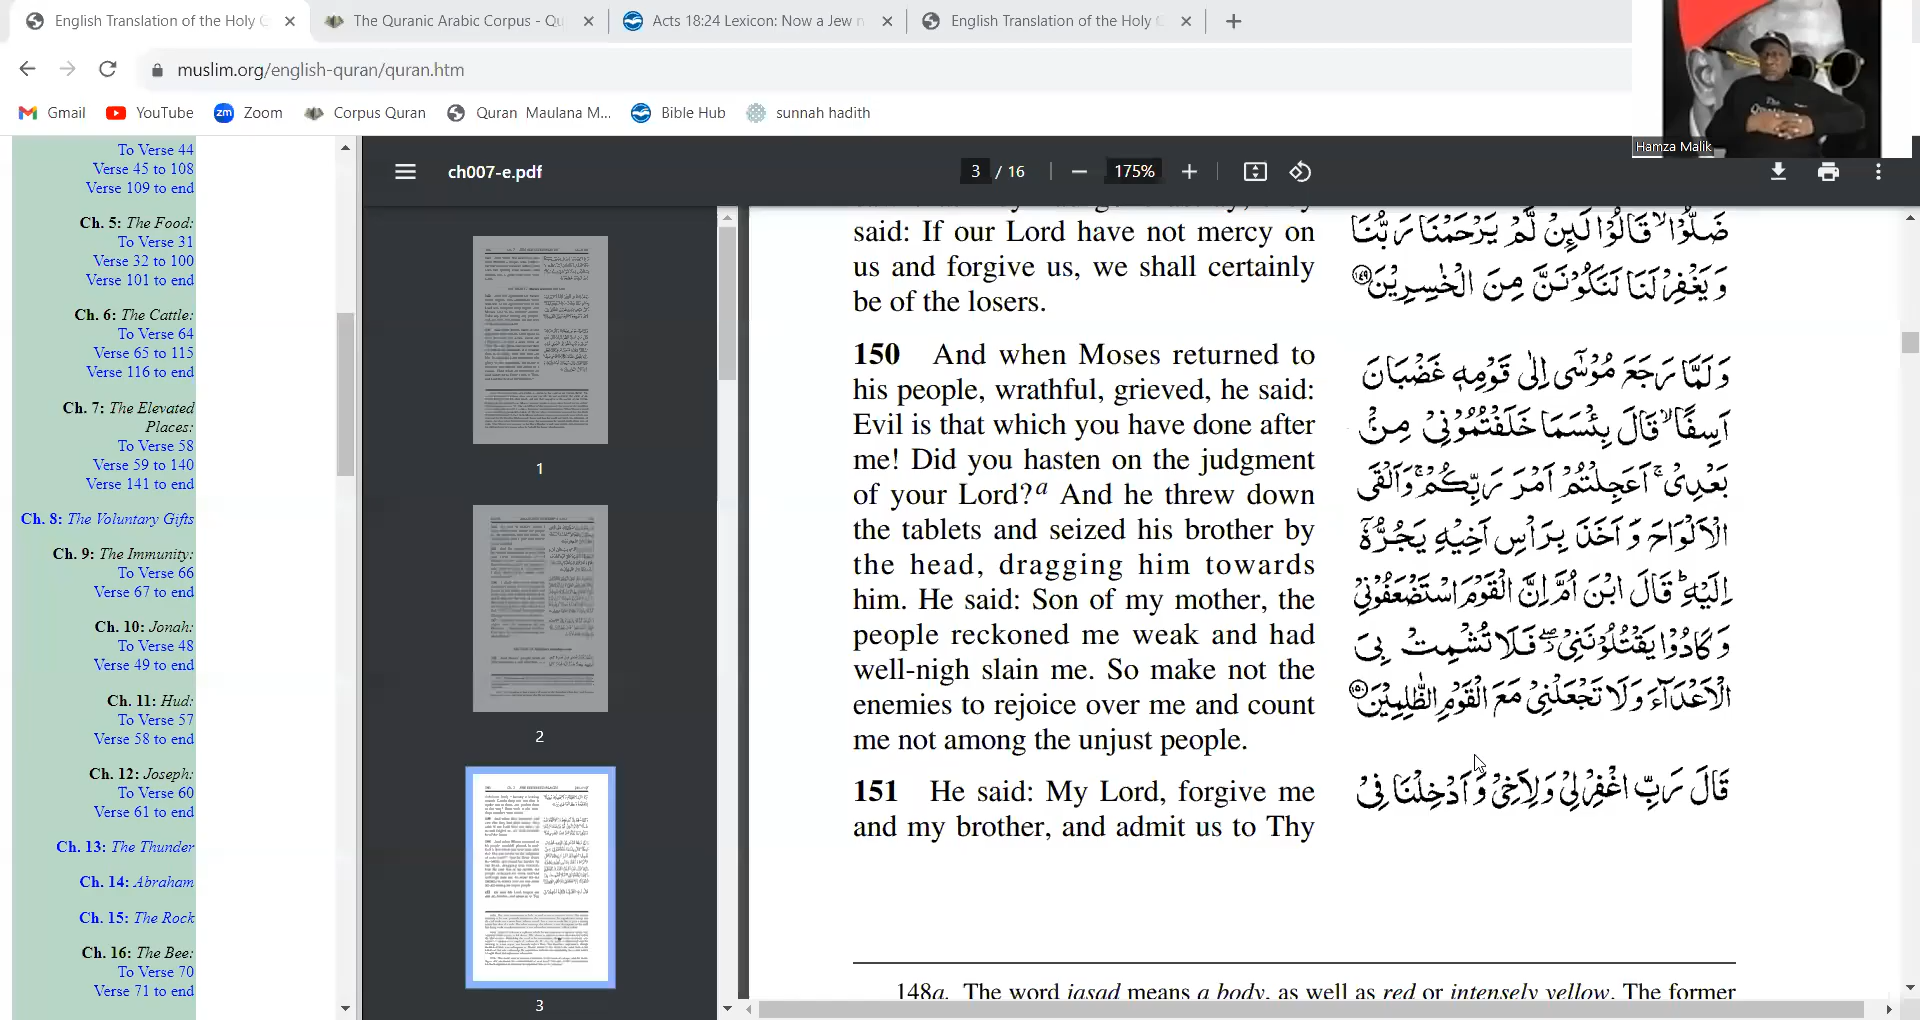 English Translation of the Holy Q
The Quranic Arabic Corpus - Qu
Acts 18:24 Lexicon: Now a Jew n
English Translation of the Holy Q
muslim.org/english-quran/quran.htm
Gmail
YouTube
zm Zoom
Corpus Quran
Quran Maulana M...
Bible Hub
sunnah hadith
Hamza Malik
To Verse 44
Verse 45 to 108
Verse 109 to end
Ch. 5: The Food:
To Verse 31
Verse 32 to 100
Verse 101 to end
Ch. 6: The Cattle:
To Verse 64
Verse 65 to 115
Verse 116 to end
Ch. 7: The Elevated
Places:
To Verse 58
Verse 59 to 140
Verse 141 to end
Ch. 8: The Voluntary Gifts
Ch. 9: The Immunity:
To Verse 66
Verse 67 to end
Ch. 10: Jonah:
To Verse 48
Verse 49 to end
Ch. 11: Hud:
To Verse 57
Verse 58 to end
Ch. 12: Joseph:
To Verse 60
Verse 61 to end
Ch. 13: The Thunder
Ch. 14: Abraham
Ch. 15: The Rock
Ch. 16: The Bee:
To Verse 70
Verse 71 to end
ch007-e.pdf
3 / 16
175%
1
2
3
said: If our Lord have not mercy on
us and forgive us, we shall certainly
be of the losers.
150 And when Moses returned to
his people, wrathful, grieved, he said:
Evil is that which you have done after
me! Did you hasten on the judgment
of your Lord?a And he threw down
the tablets and seized his brother by
the head, dragging him towards
him. He said: Son of my mother, the
people reckoned me weak and had
well-nigh slain me. So make not the
enemies to rejoice over me and count
me not among the unjust people.
151 He said: My Lord, forgive me
and my brother, and admit us to Thy
ضَلُّوْا ۙ قَالُوْا لَىِٕنْ لَّمْ يَرْحَمْنَا رَبُّنَا
وَيَغْفِرْ لَنَا لَنَكُوْنَنَّ مِنَ الْخٰسِرِيْنَ ۝۱۴۹
وَلَمَّا رَجَعَ مُوْسٰٓى اِلٰى قَوْمِهٖ غَضْبَانَ
اَسِفًا ۙ قَالَ بِئْسَمَا خَلَفْتُمُوْنِيْ مِنْۢ
بَعْدِيْ ۚ اَعَجِلْتُمْ اَمْرَ رَبِّكُمْ ۚ وَاَلْقَى
الْاَلْوَاحَ وَاَخَذَ بِرَاْسِ اَخِيْهِ يَجُرُّهٗٓ
اِلَيْهِ ؕ قَالَ ابْنَ اُمَّ اِنَّ الْقَوْمَ اسْتَضْعَفُوْنِيْ
وَكَادُوْا يَقْتُلُوْنَنِيْ ۖ فَلَا تُشْمِتْ بِيَ
الْاَعْدَآءَ وَلَا تَجْعَلْنِيْ مَعَ الْقَوْمِ الظّٰلِمِيْنَ ۝۱۵۰
قَالَ رَبِّ اغْفِرْ لِيْ وَلِاَخِيْ وَاَدْخِلْنَا فِيْ
148a. The word jasad means a body, as well as red or intensely yellow. The former